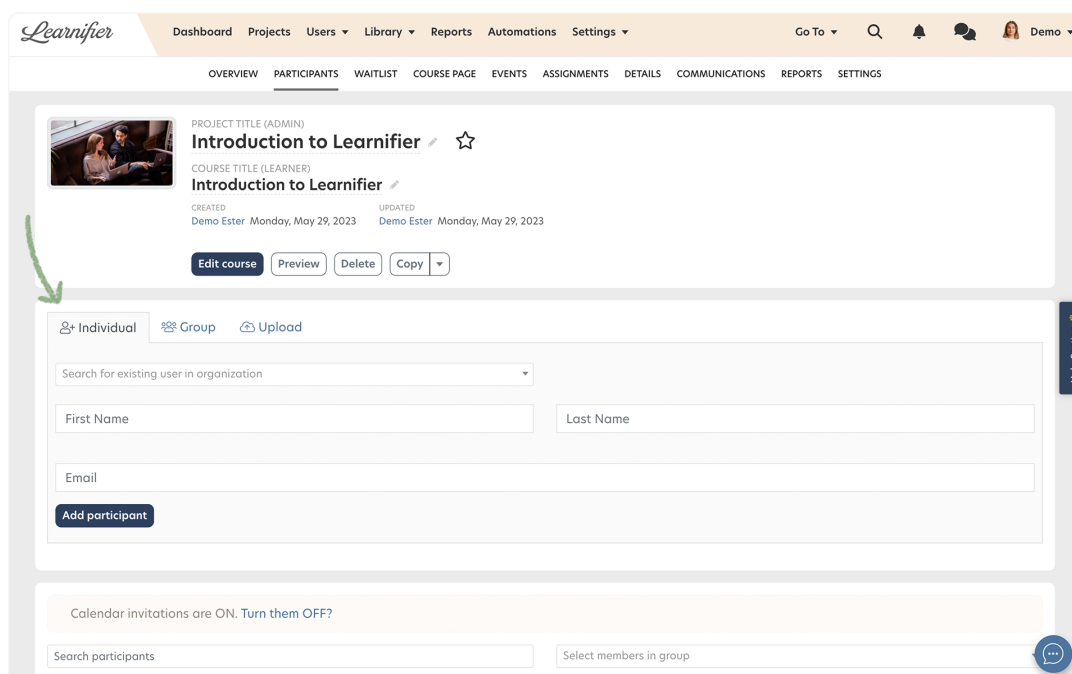 Learnifier Dashboard Projects Users Library Reports Automations Settings Go To Demo
OVERVIEW PARTICIPANTS WAITLIST COURSE PAGE EVENTS ASSIGNMENTS DETAILS COMMUNICATIONS REPORTS SETTINGS
PROJECT TITLE (ADMIN)
Introduction to Learnifier
COURSE TITLE (LEARNER)
Introduction to Learnifier
CREATED UPDATED
Demo Ester Monday, May 29, 2023 Demo Ester Monday, May 29, 2023
Edit course Preview Delete Copy
Individual Group Upload
Search for existing user in organization
First Name Last Name
Email
Add participant
Calendar invitations are ON. Turn them OFF?
Search participants Select members in group